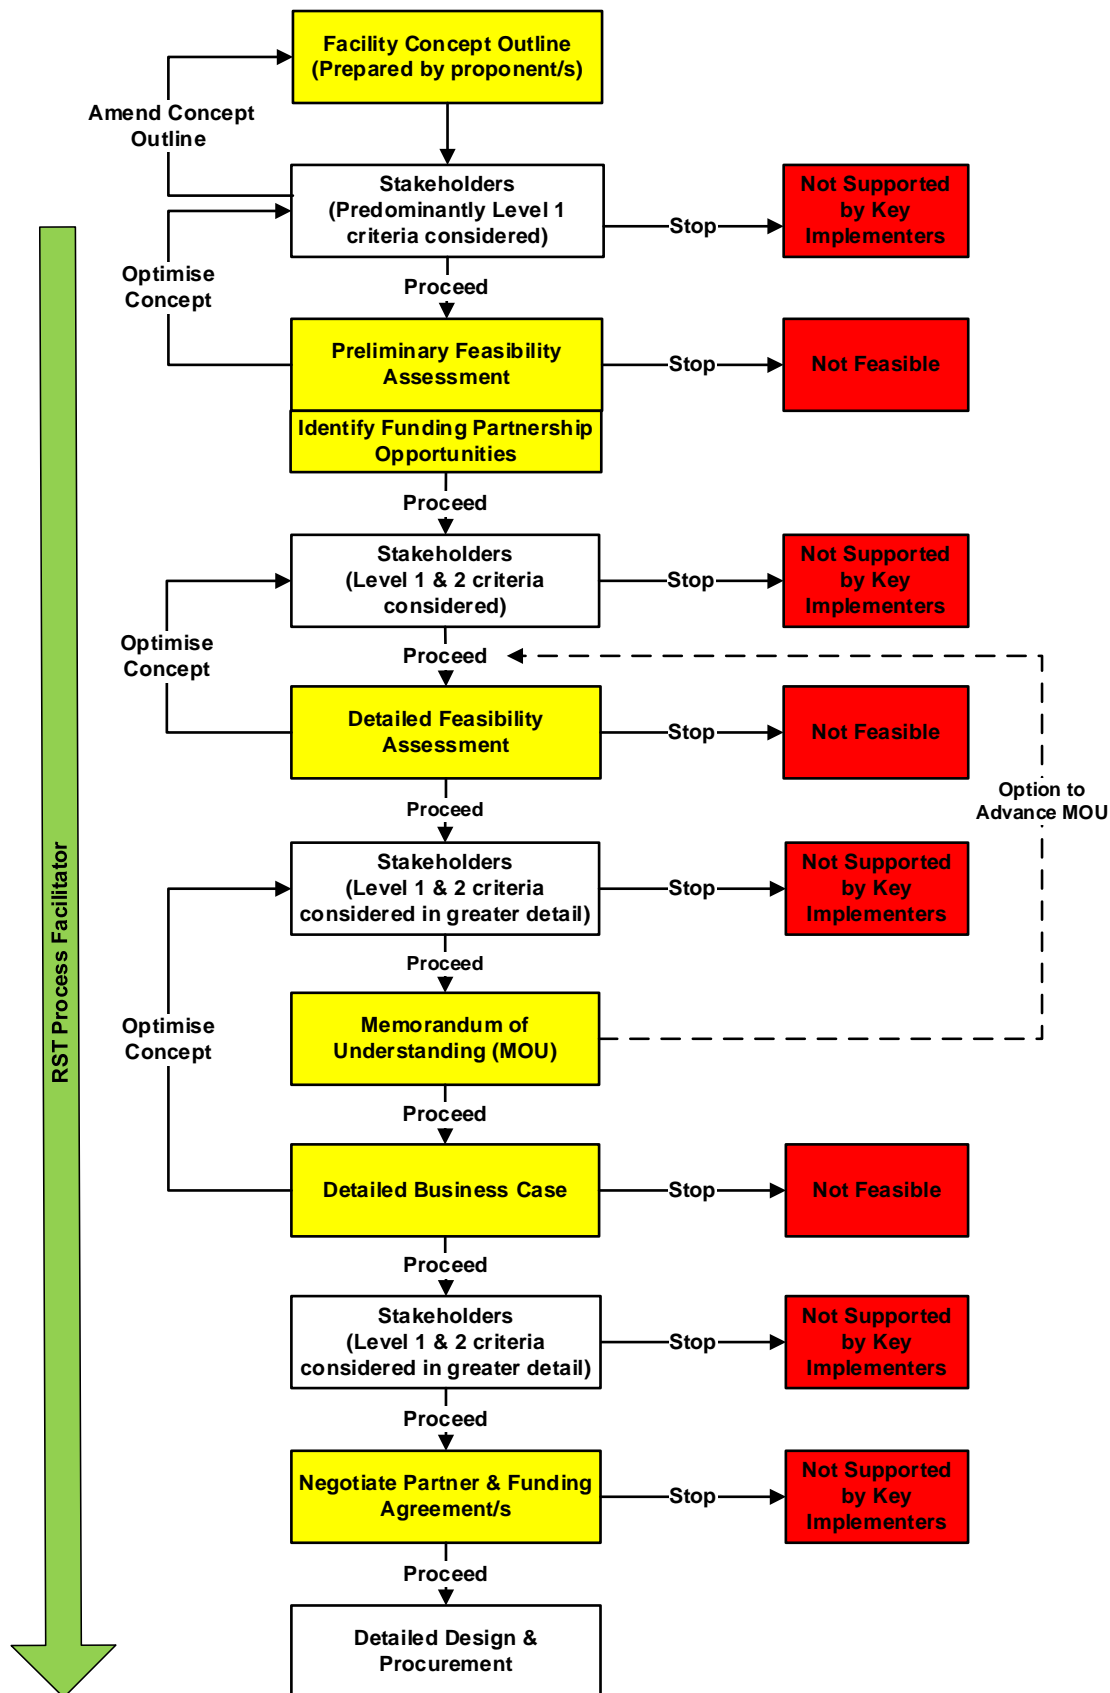 Facility Concept Outline
(Prepared by proponent/s)
Amend Concept
Outline
Stakeholders
(Predominantly Level 1
criteria considered)
Stop
Not Supported
by Key
Implementers
Optimise
Concept
Proceed
Preliminary Feasibility
Assessment
Stop
Not Feasible
Identify Funding Partnership
Opportunities
Proceed
Stakeholders
(Level 1 & 2 criteria
considered)
Stop
Not Supported
by Key
Implementers
Optimise
Concept
Proceed
Detailed Feasibility
Assessment
Stop
Not Feasible
Option to
Advance MOU
Proceed
Stakeholders
(Level 1 & 2 criteria
considered in greater detail)
Stop
Not Supported
by Key
Implementers
Proceed
RST Process Facilitator
Optimise
Concept
Memorandum of
Understanding (MOU)
Proceed
Detailed Business Case
Stop
Not Feasible
Proceed
Stakeholders
(Level 1 & 2 criteria
considered in greater detail)
Stop
Not Supported
by Key
Implementers
Proceed
Negotiate Partner & Funding
Agreement/s
Stop
Not Supported
by Key
Implementers
Proceed
Detailed Design &
Procurement